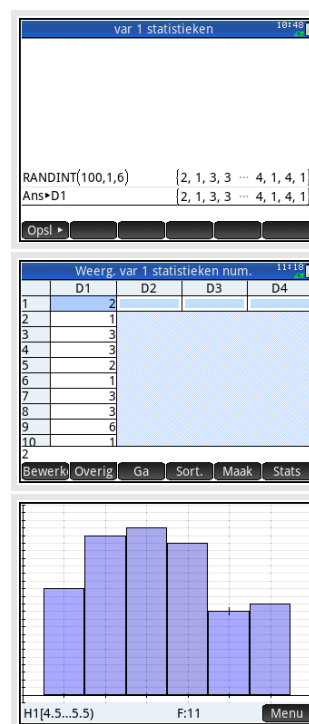 var 1 statistieken 10:48
RANDINT(100,1,6) {2, 1, 3, 3 ··· 4, 1, 4, 1}
Ans▶D1 {2, 1, 3, 3 ··· 4, 1, 4, 1}
Opsl ▶
Weerg. var 1 statistieken num. 11:18
D1 D2 D3 D4
1 2
2 1
3 3
4 3
5 2
6 1
7 3
8 3
9 6
10 1
2
Bewerk Overig Ga Sort. Maak Stats
H1[4.5...5.5) F:11 Menu